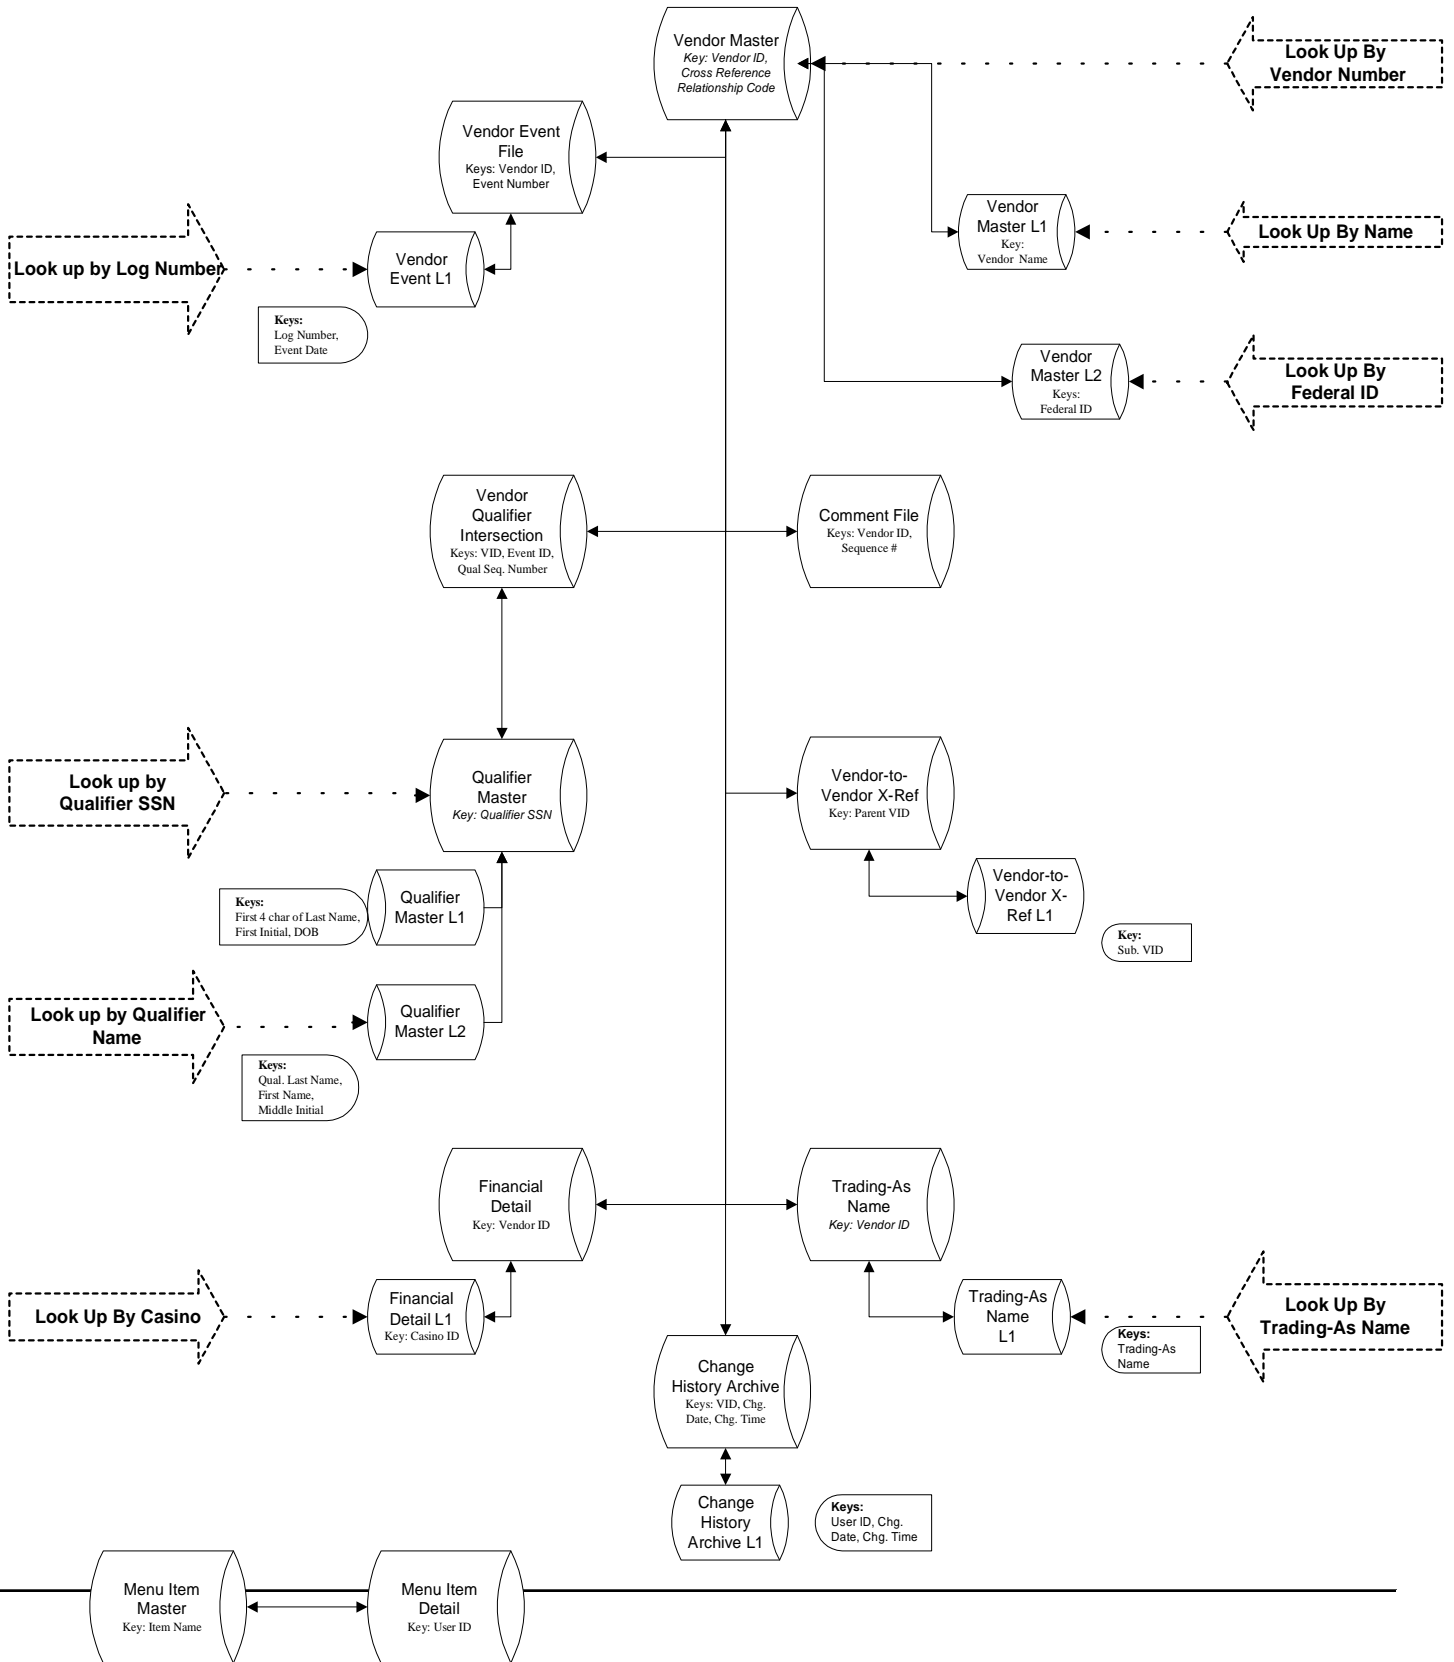 Vendor Master
Key: Vendor ID,
Cross Reference
Relationship Code
Look Up By
Vendor Number
Vendor Event
File
Keys: Vendor ID,
Event Number
Vendor
Master L1
Key:
Vendor Name
Look Up By Name
Look up by Log Number
Vendor
Event L1
Keys:
Log Number,
Event Date
Vendor
Master L2
Keys:
Federal ID
Look Up By
Federal ID
Vendor
Qualifier
Intersection
Keys: VID, Event ID,
Qual Seq. Number
Comment File
Keys: Vendor ID,
Sequence #
Look up by
Qualifier SSN
Qualifier
Master
Key: Qualifier SSN
Vendor-to-
Vendor X-Ref
Key: Parent VID
Keys:
First 4 char of Last Name,
First Initial, DOB
Qualifier
Master L1
Vendor-to-
Vendor X-
Ref L1
Key:
Sub. VID
Look up by Qualifier
Name
Qualifier
Master L2
Keys:
Qual. Last Name,
First Name,
Middle Initial
Financial
Detail
Key: Vendor ID
Trading-As
Name
Key: Vendor ID
Look Up By Casino
Financial
Detail L1
Key: Casino ID
Trading-As
Name
L1
Keys:
Trading-As
Name
Look Up By
Trading-As Name
Change
History Archive
Keys: VID, Chg.
Date, Chg. Time
Change
History
Archive L1
Keys:
User ID, Chg.
Date, Chg. Time
Menu Item
Master
Key: Item Name
Menu Item
Detail
Key: User ID